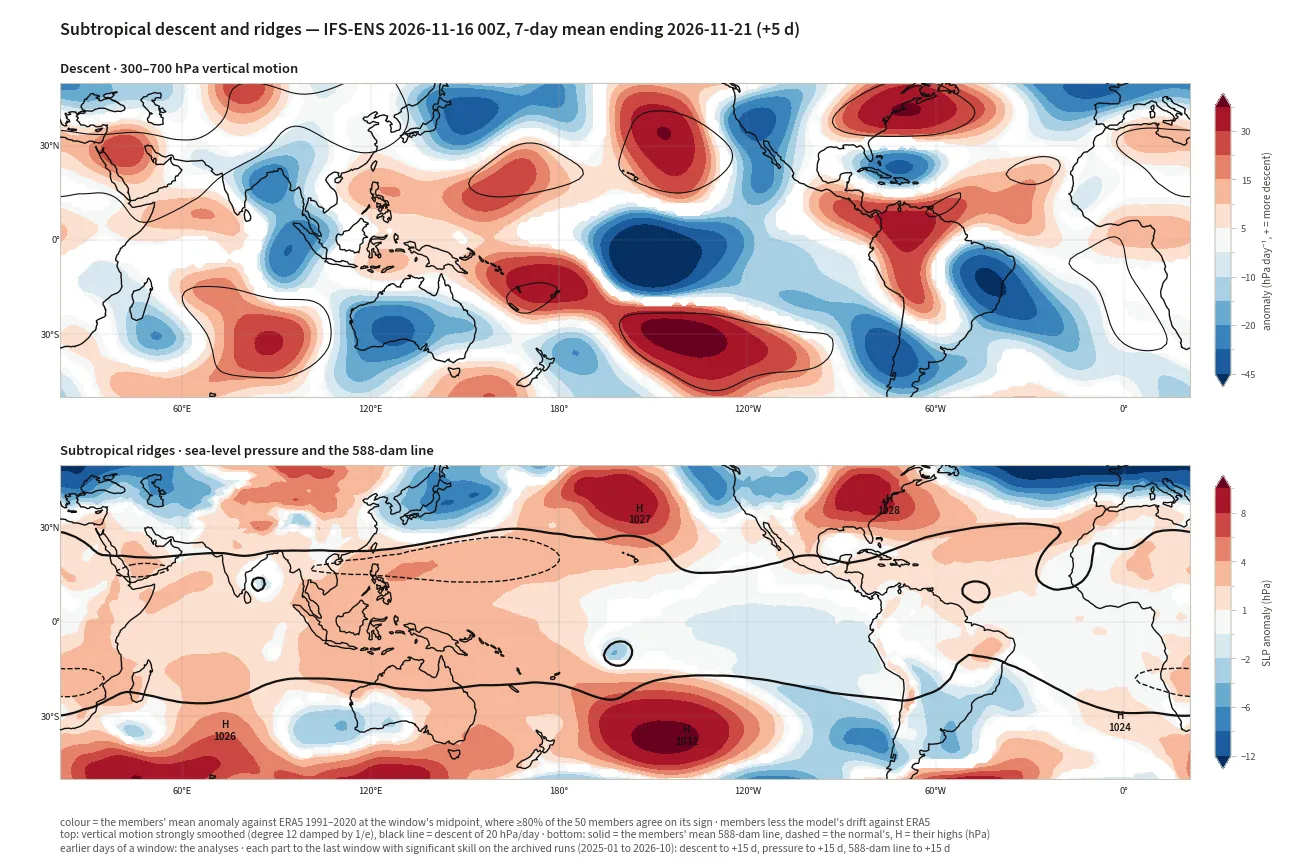 Subtropical descent and ridges — IFS-ENS 2026-11-16 00Z, 7-day mean ending 2026-11-21 (+5 d)
Descent · 300–700 hPa vertical motion
30°N
0°
30°S
60°E
120°E
180°
120°W
60°W
0°
30
15
5
−10
−20
−45
anomaly (hPa day⁻¹, + = more descent)
Subtropical ridges · sea-level pressure and the 588-dam line
H
1027
H
1028
30°N
0°
30°S
H
1026
H
1032
H
1024
60°E
120°E
180°
120°W
60°W
0°
8
4
1
−2
−6
−12
SLP anomaly (hPa)
colour = the members' mean anomaly against ERA5 1991–2020 at the window's midpoint, where ≥80% of the 50 members agree on its sign · members less the model's drift against ERA5
top: vertical motion strongly smoothed (degree 12 damped by 1/e), black line = descent of 20 hPa/day · bottom: solid = the members' mean 588-dam line, dashed = the normal's, H = their highs (hPa)
earlier days of a window: the analyses · each part to the last window with significant skill on the archived runs (2025-01 to 2026-10): descent to +15 d, pressure to +15 d, 588-dam line to +15 d